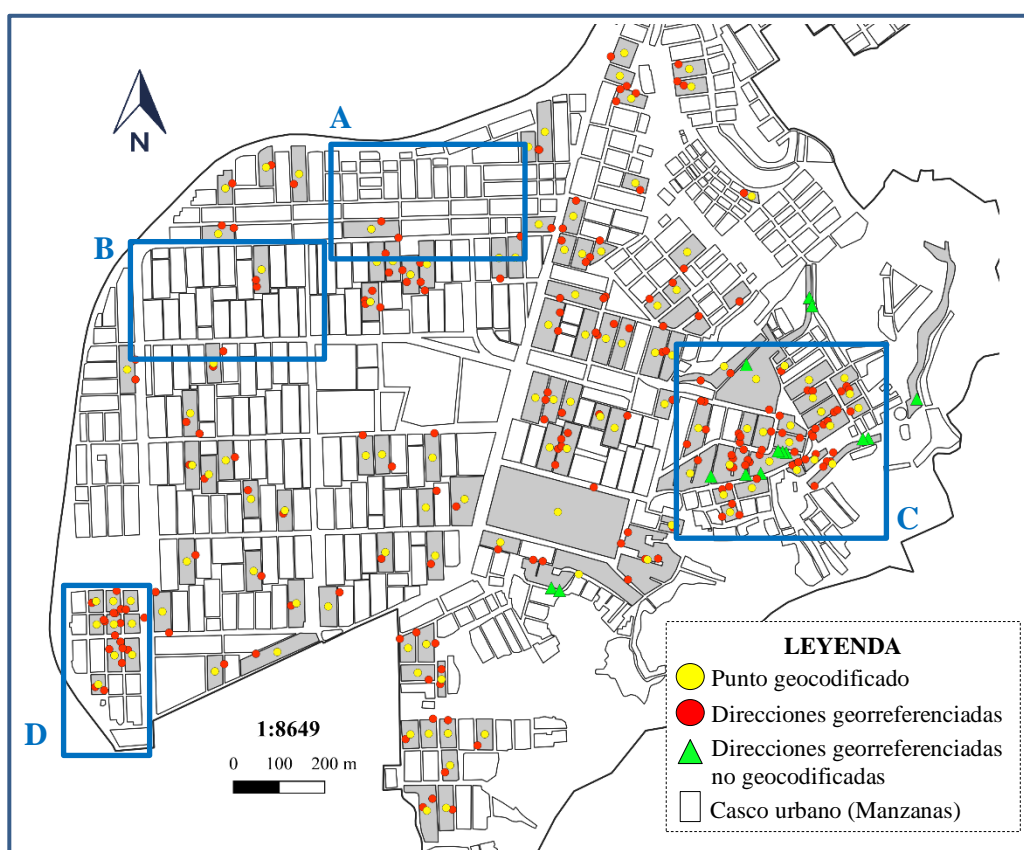 A
N
B
C
D
1:8649
0 100 200 m
LEYENDA
Punto geocodificado
Direcciones georreferenciadas
Direcciones georreferenciadas
no geocodificadas
Casco urbano (Manzanas)